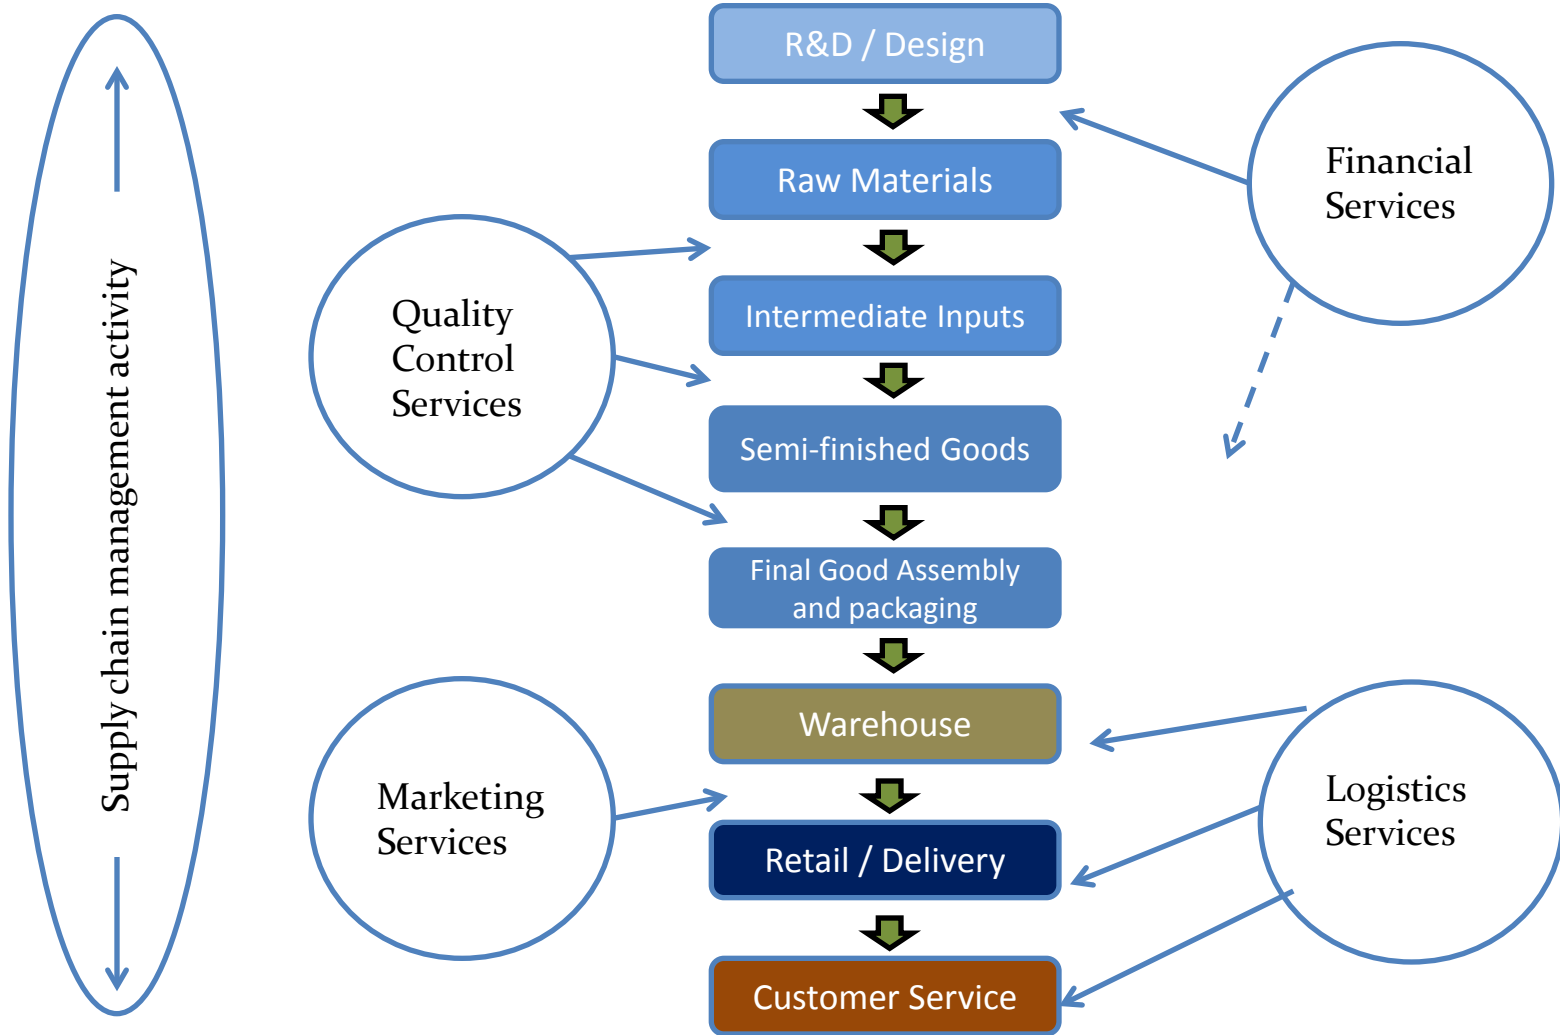 R&D / Design
Raw Materials
Financial
Services
Intermediate Inputs
Quality
Control
Services
Semi-finished Goods
Supply chain management activity
Final Good Assembly
and packaging
Warehouse
Marketing
Services
Logistics
Services
Retail / Delivery
Customer Service